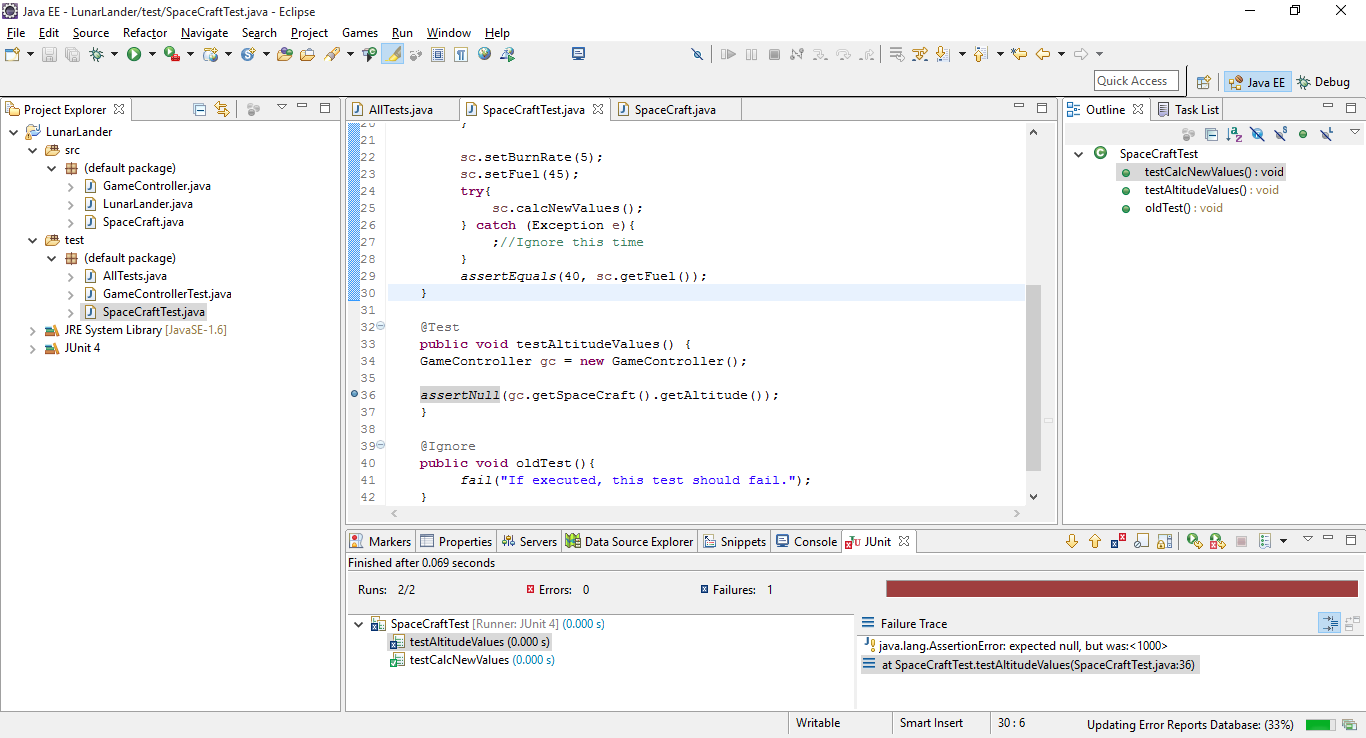 Java EE - LunarLander/test/SpaceCraftTest.java - Eclipse
File Edit Source Refactor Navigate Search Project Games Run Window Help
Quick Access
Java EE
Debug
Project Explorer
LunarLander
src
(default package)
GameController.java
LunarLander.java
SpaceCraft.java
test
(default package)
AllTests.java
GameControllerTest.java
SpaceCraftTest.java
JRE System Library [JavaSE-1.6]
JUnit 4
AllTests.java SpaceCraftTest.java SpaceCraft.java
20 }
21
22 sc.setBurnRate(5);
23 sc.setFuel(45);
24 try{
25 sc.calcNewValues();
26 } catch (Exception e){
27 ;//Ignore this time
28 }
29 assertEquals(40, sc.getFuel());
30 }
31
32 @Test
33 public void testAltitudeValues() {
34 GameController gc = new GameController();
35
36 assertNull(gc.getSpaceCraft().getAltitude());
37 }
38
39 @Ignore
40 public void oldTest(){
41 fail("If executed, this test should fail.");
42 }
Outline Task List
SpaceCraftTest
testCalcNewValues() : void
testAltitudeValues() : void
oldTest() : void
Markers Properties Servers Data Source Explorer Snippets Console JUnit
Finished after 0.069 seconds
Runs: 2/2 Errors: 0 Failures: 1
SpaceCraftTest [Runner: JUnit 4] (0.000 s)
testAltitudeValues (0.000 s)
testCalcNewValues (0.000 s)
Failure Trace
java.lang.AssertionError: expected null, but was:<1000>
at SpaceCraftTest.testAltitudeValues(SpaceCraftTest.java:36)
Writable Smart Insert 30 : 6 Updating Error Reports Database: (33%)